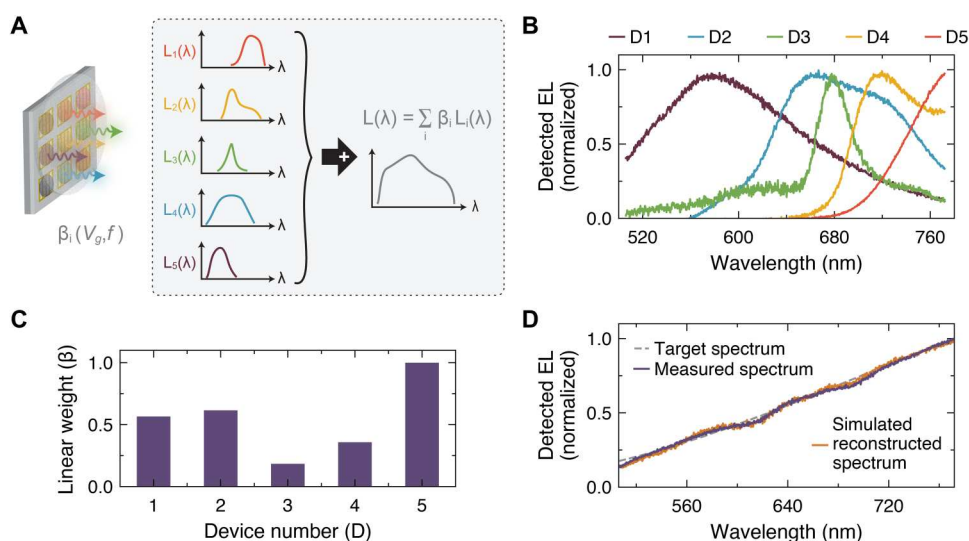 A
L₁(λ)
λ
L₂(λ)
λ
L₃(λ)
λ
L₄(λ)
λ
L₅(λ)
λ
βᵢ(V_g,f)
+
L(λ) = ∑ᵢ βᵢ Lᵢ(λ)
λ
B
D1 D2 D3 D4 D5
Detected EL
(normalized)
1.0
0.5
0.0
520 600 680 760
Wavelength (nm)
C
Linear weight (β)
1.0
0.5
0.0
1 2 3 4 5
Device number (D)
D
Detected EL
(normalized)
1.0
0.5
0.0
Target spectrum
Measured spectrum
Simulated
reconstructed
spectrum
560 640 720
Wavelength (nm)